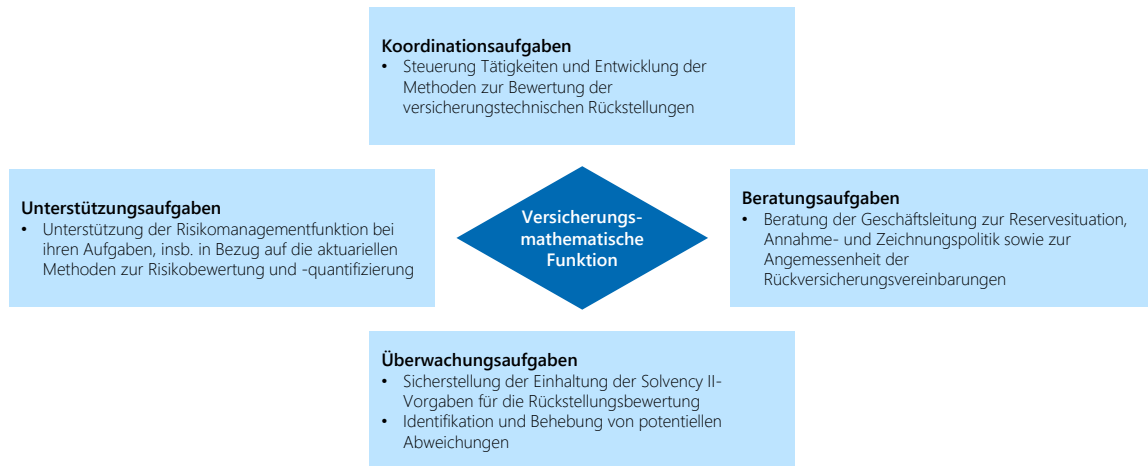 Koordinationsaufgaben
• Steuerung Tätigkeiten und Entwicklung der
Methoden zur Bewertung der
versicherungstechnischen Rückstellungen
Unterstützungsaufgaben
• Unterstützung der Risikomanagementfunktion bei
ihren Aufgaben, insb. in Bezug auf die aktuariellen
Methoden zur Risikobewertung und -quantifizierung
Versicherungs-
mathematische
Funktion
Beratungsaufgaben
• Beratung der Geschäftsleitung zur Reservesituation,
Annahme- und Zeichnungspolitik sowie zur
Angemessenheit der
Rückversicherungsvereinbarungen
Überwachungsaufgaben
• Sicherstellung der Einhaltung der Solvency II-
Vorgaben für die Rückstellungsbewertung
• Identifikation und Behebung von potentiellen
Abweichungen